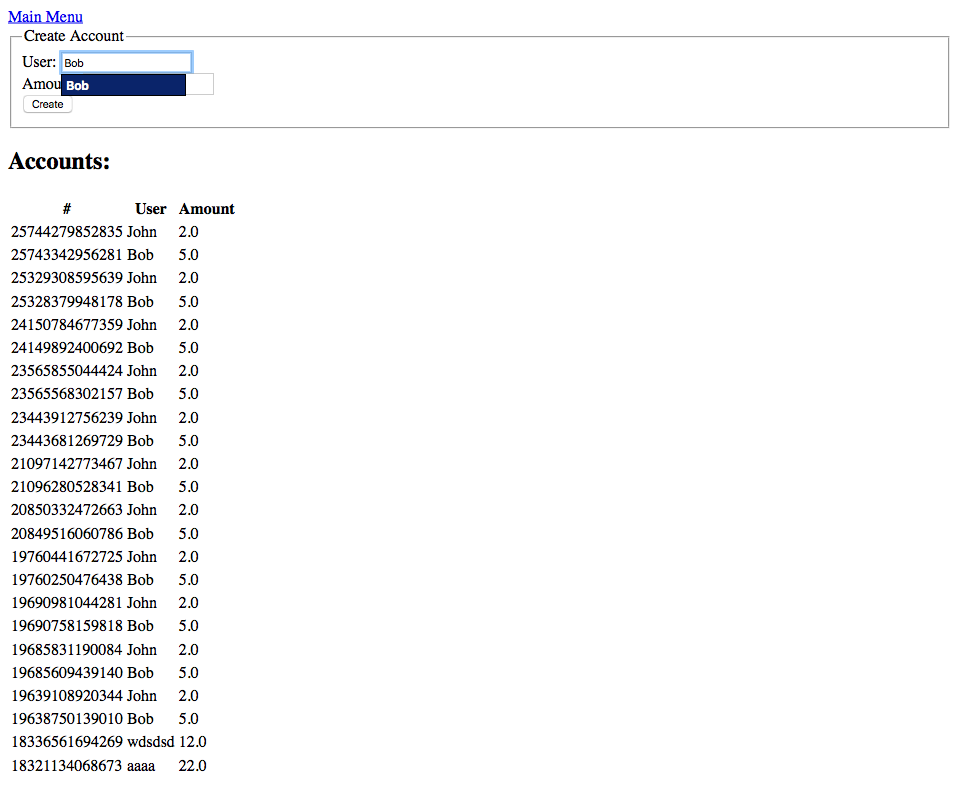 Main Menu
Create Account
User: Bob
Amou Bob
Create
Accounts:
# User Amount
25744279852835 John 2.0
25743342956281 Bob 5.0
25329308595639 John 2.0
25328379948178 Bob 5.0
24150784677359 John 2.0
24149892400692 Bob 5.0
23565855044424 John 2.0
23565568302157 Bob 5.0
23443912756239 John 2.0
23443681269729 Bob 5.0
21097142773467 John 2.0
21096280528341 Bob 5.0
20850332472663 John 2.0
20849516060786 Bob 5.0
19760441672725 John 2.0
19760250476438 Bob 5.0
19690981044281 John 2.0
19690758159818 Bob 5.0
19685831190084 John 2.0
19685609439140 Bob 5.0
19639108920344 John 2.0
19638750139010 Bob 5.0
18336561694269 wdsdsd 12.0
18321134068673 aaaa 22.0